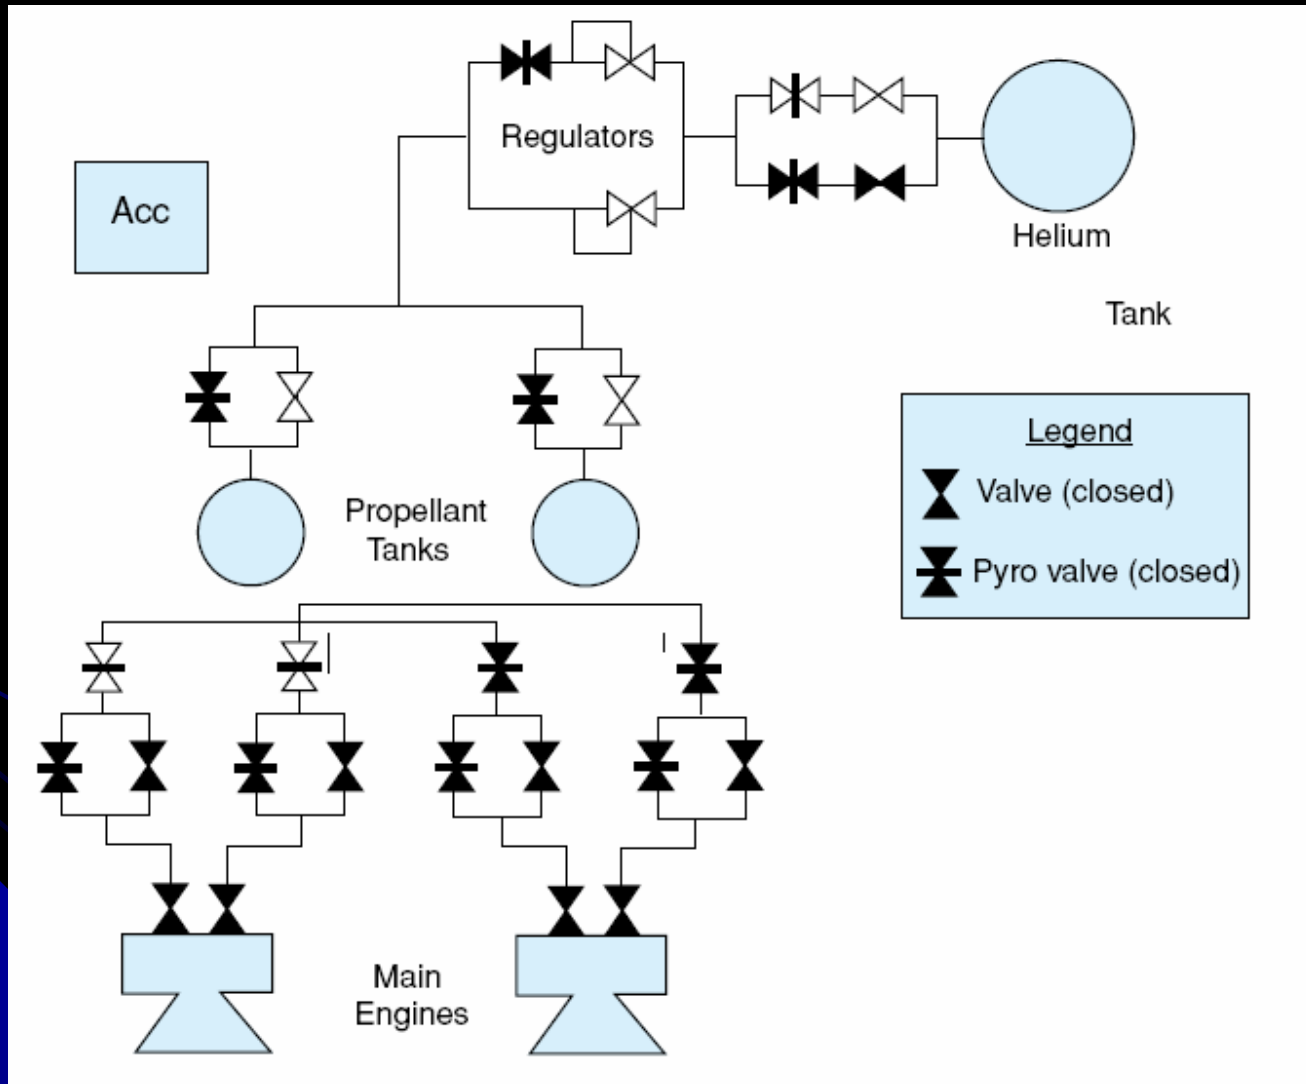 Regulators
Acc
Helium
Tank
Legend
Valve (closed)
Pyro valve (closed)
Propellant
Tanks
Main
Engines